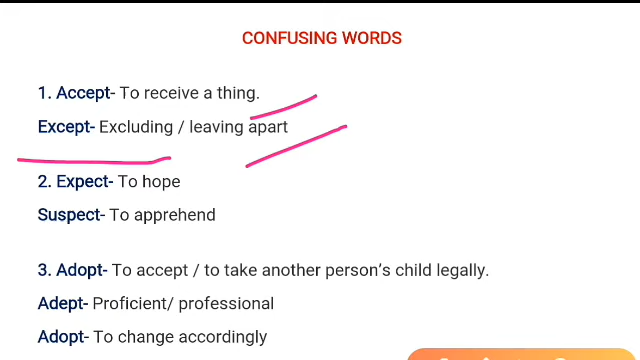 CONFUSING WORDS
1. Accept- To receive a thing.
Except- Excluding / leaving apart
2. Expect- To hope
Suspect- To apprehend
3. Adopt- To accept / to take another person's child legally.
Adept- Proficient/ professional
Adopt- To change accordingly